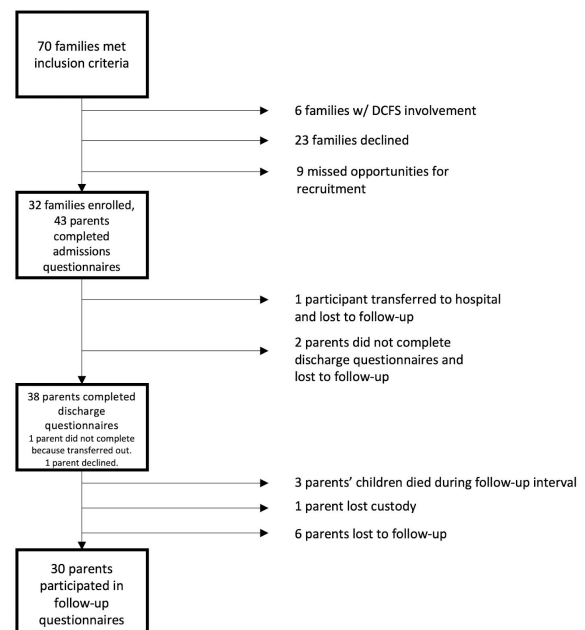 70 families met
inclusion criteria
6 families w/ DCFS involvement
23 families declined
9 missed opportunities for
recruitment
32 families enrolled,
43 parents
completed
admissions
questionnaires
1 participant transferred to hospital
and lost to follow-up
2 parents did not complete
discharge questionnaires and
lost to follow-up
38 parents completed
discharge
questionnaires
1 parent did not complete
because transferred out.
1 parent declined.
3 parents’ children died during follow-up interval
1 parent lost custody
6 parents lost to follow-up
30 parents
participated in
follow-up
questionnaires